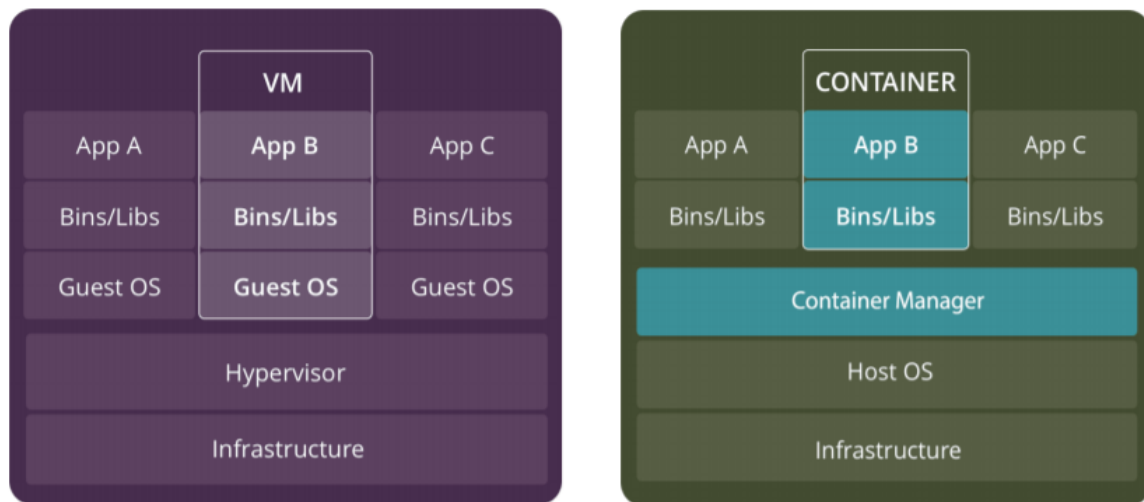 VM
App A App B App C
Bins/Libs Bins/Libs Bins/Libs
Guest OS Guest OS Guest OS
Hypervisor
Infrastructure
CONTAINER
App A App B App C
Bins/Libs Bins/Libs Bins/Libs
Container Manager
Host OS
Infrastructure